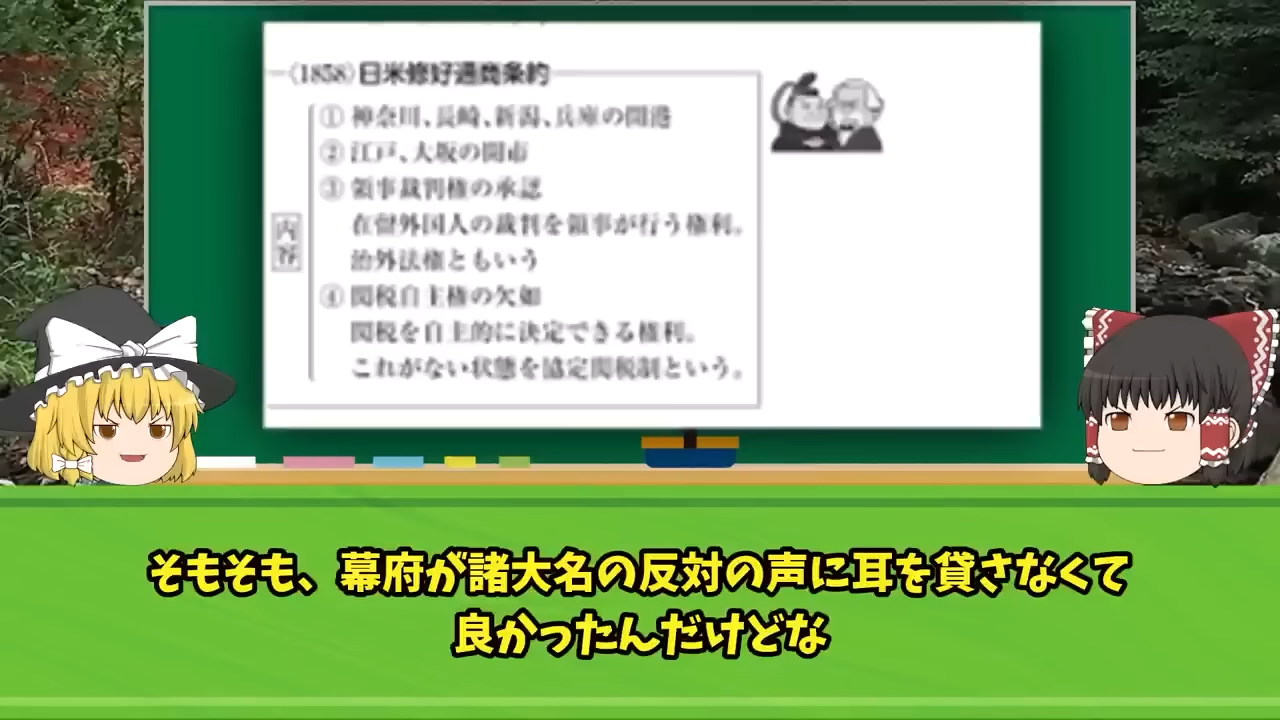 (1858)日米修好通商条約
内容
① 神奈川、長崎、新潟、兵庫の開港
② 江戸、大坂の開市
③ 領事裁判権の承認
在留外国人の裁判を領事が行う権利。
治外法権ともいう
④ 関税自主権の欠如
関税を自主的に決定できる権利。
これがない状態を協定関税制という。
そもそも、幕府が諸大名の反対の声に耳を貸さなくて
良かったんだけどな